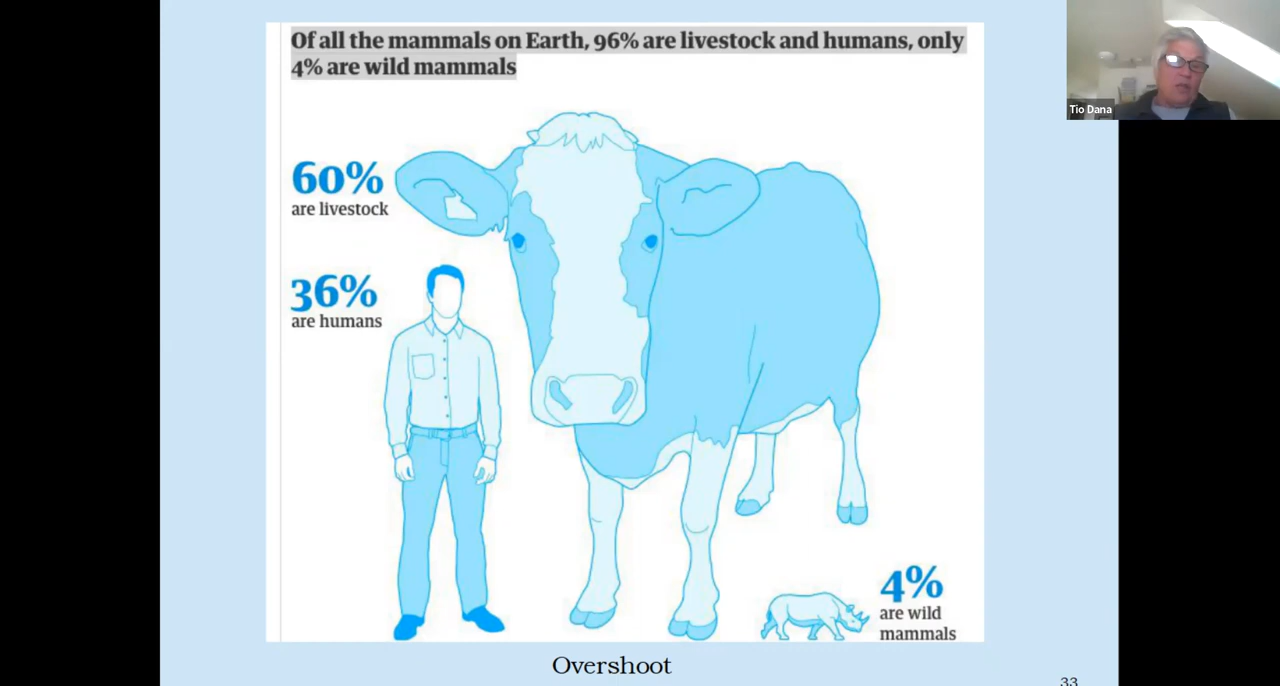 Of all the mammals on Earth, 96% are livestock and humans, only
4% are wild mammals
60%
are livestock
36%
are humans
4%
are wild
mammals
Overshoot
33
Tio Dana